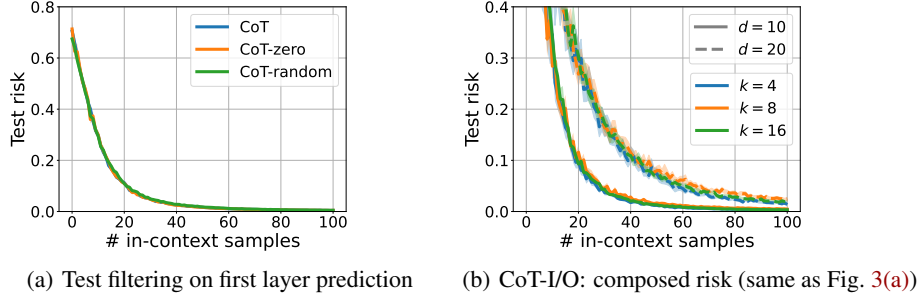 0.8
0.6
0.4
0.2
0.0
0 20 40 60 80 100
Test risk
# in-context samples
CoT
CoT-zero
CoT-random
(a) Test filtering on first layer prediction
0.4
0.3
0.2
0.1
0.0
0 20 40 60 80 100
Test risk
# in-context samples
d = 10
d = 20
k = 4
k = 8
k = 16
(b) CoT-I/O: composed risk (same as Fig. 3(a))